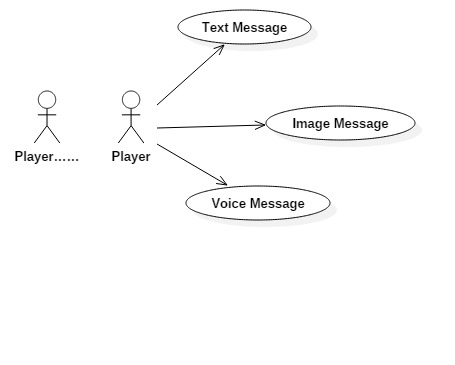 Text Message
Image Message
Player……
Player
Voice Message